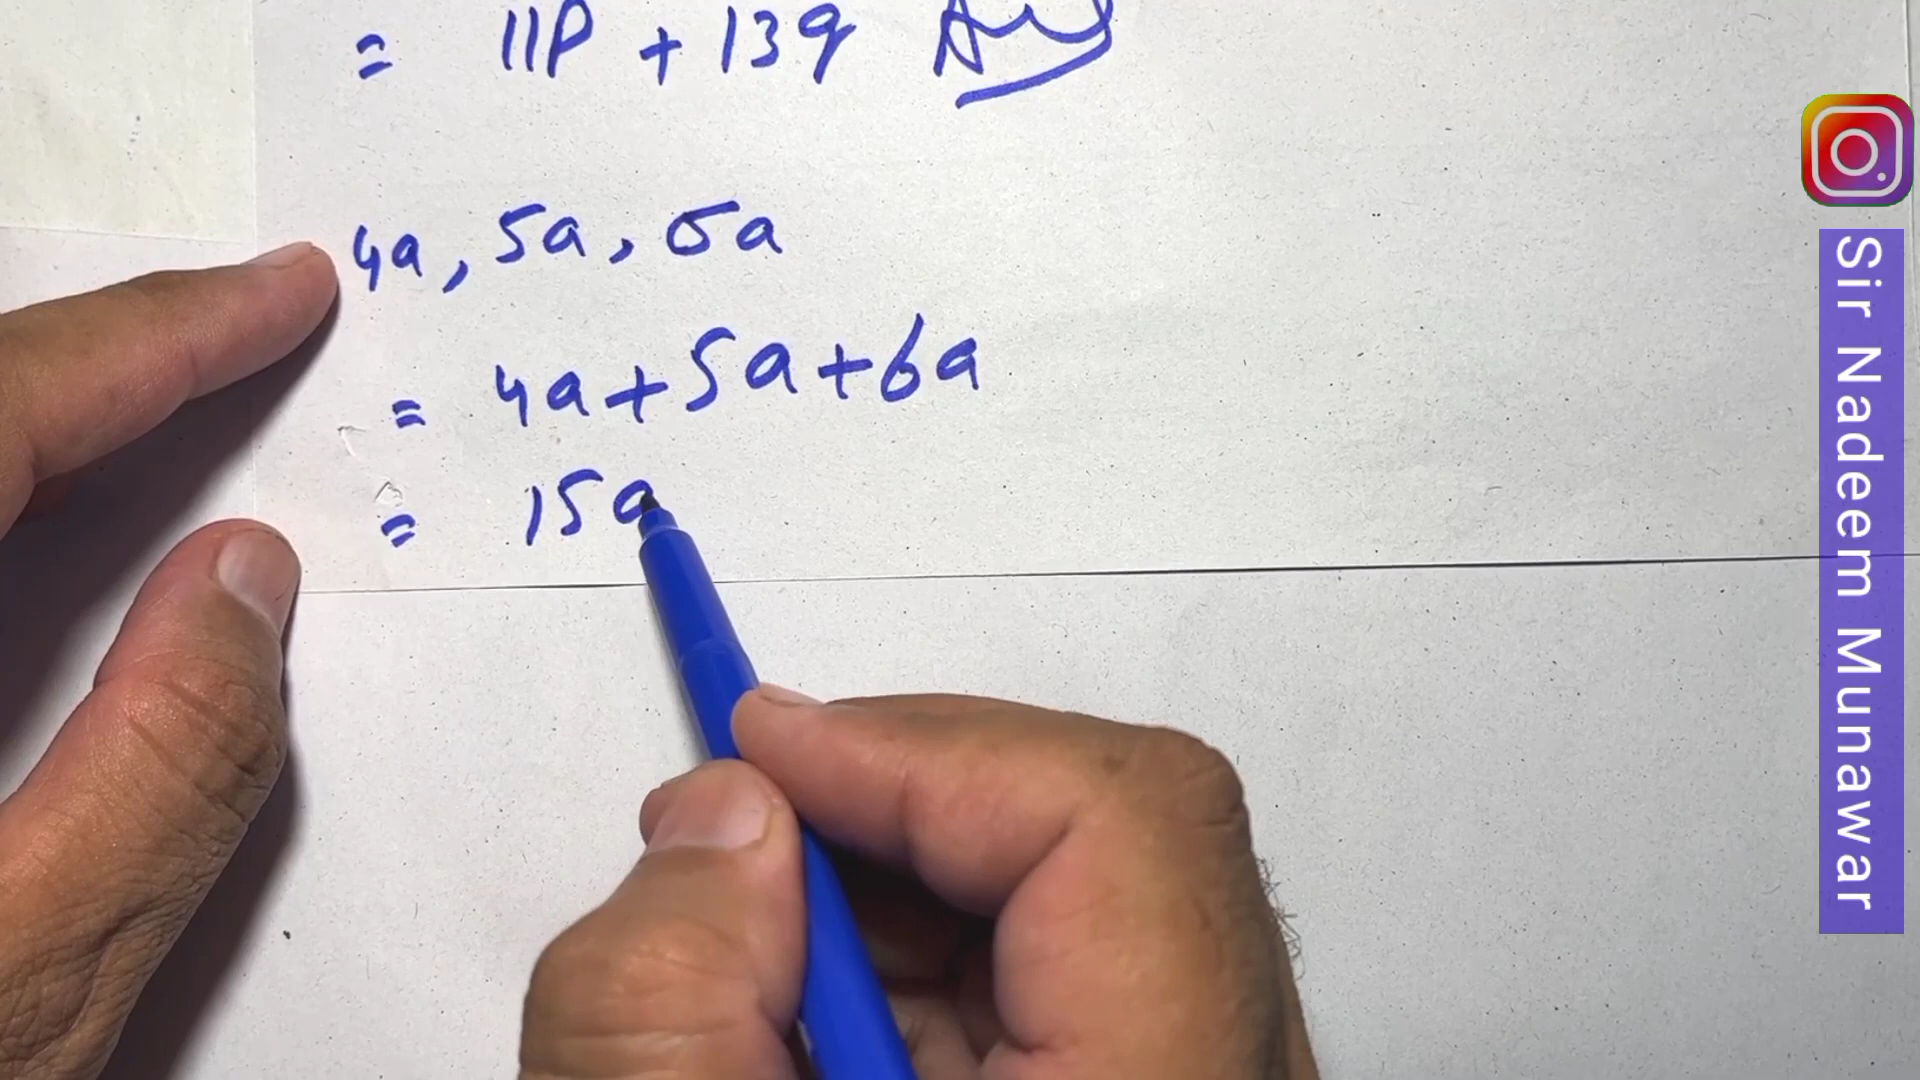 = 11p + 13q Ans
4a, 5a, 6a
= 4a + 5a + 6a
= 15a
Sir Nadeem Munawar